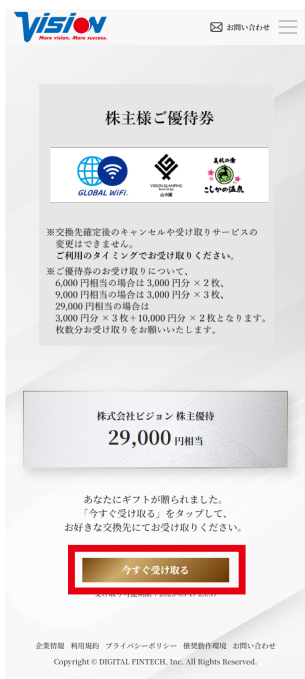 VISION
More vision. More success.
お問い合わせ
株主様ご優待券
GLOBAL WiFi.
VISION GLAMPING
山中湖
美肌の湯
こしかの温泉
※交換先確定後のキャンセルや受け取りサービスの
変更はできません。
ご利用のタイミングでお受け取りください。
※ご優待券のお受け取りについて、
6,000 円相当の場合は 3,000 円分 × 2 枚、
9,000 円相当の場合は 3,000 円分 × 3 枚、
29,000 円相当の場合は
3,000 円分 × 3 枚＋10,000 円分 × 2 枚となります。
枚数分お受け取りをお願いいたします。
株式会社ビジョン 株主優待
29,000 円相当
あなたにギフトが贈られました。
「今すぐ受け取る」をタップして、
お好きな交換先にてお受け取りください。
今すぐ受け取る
企業情報 利用規約 プライバシーポリシー 推奨動作環境 お問い合わせ
Copyright © DIGITAL FINTECH, Inc. All Rights Reserved.